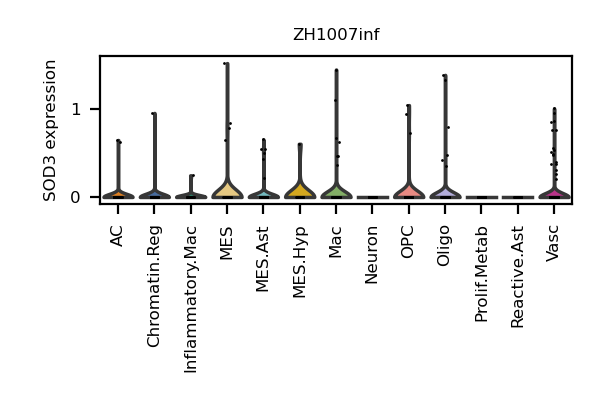 ZH1007inf
SOD3 expression
1
0
AC
Chromatin.Reg
Inflammatory.Mac
MES
MES.Ast
MES.Hyp
Mac
Neuron
OPC
Oligo
Prolif.Metab
Reactive.Ast
Vasc